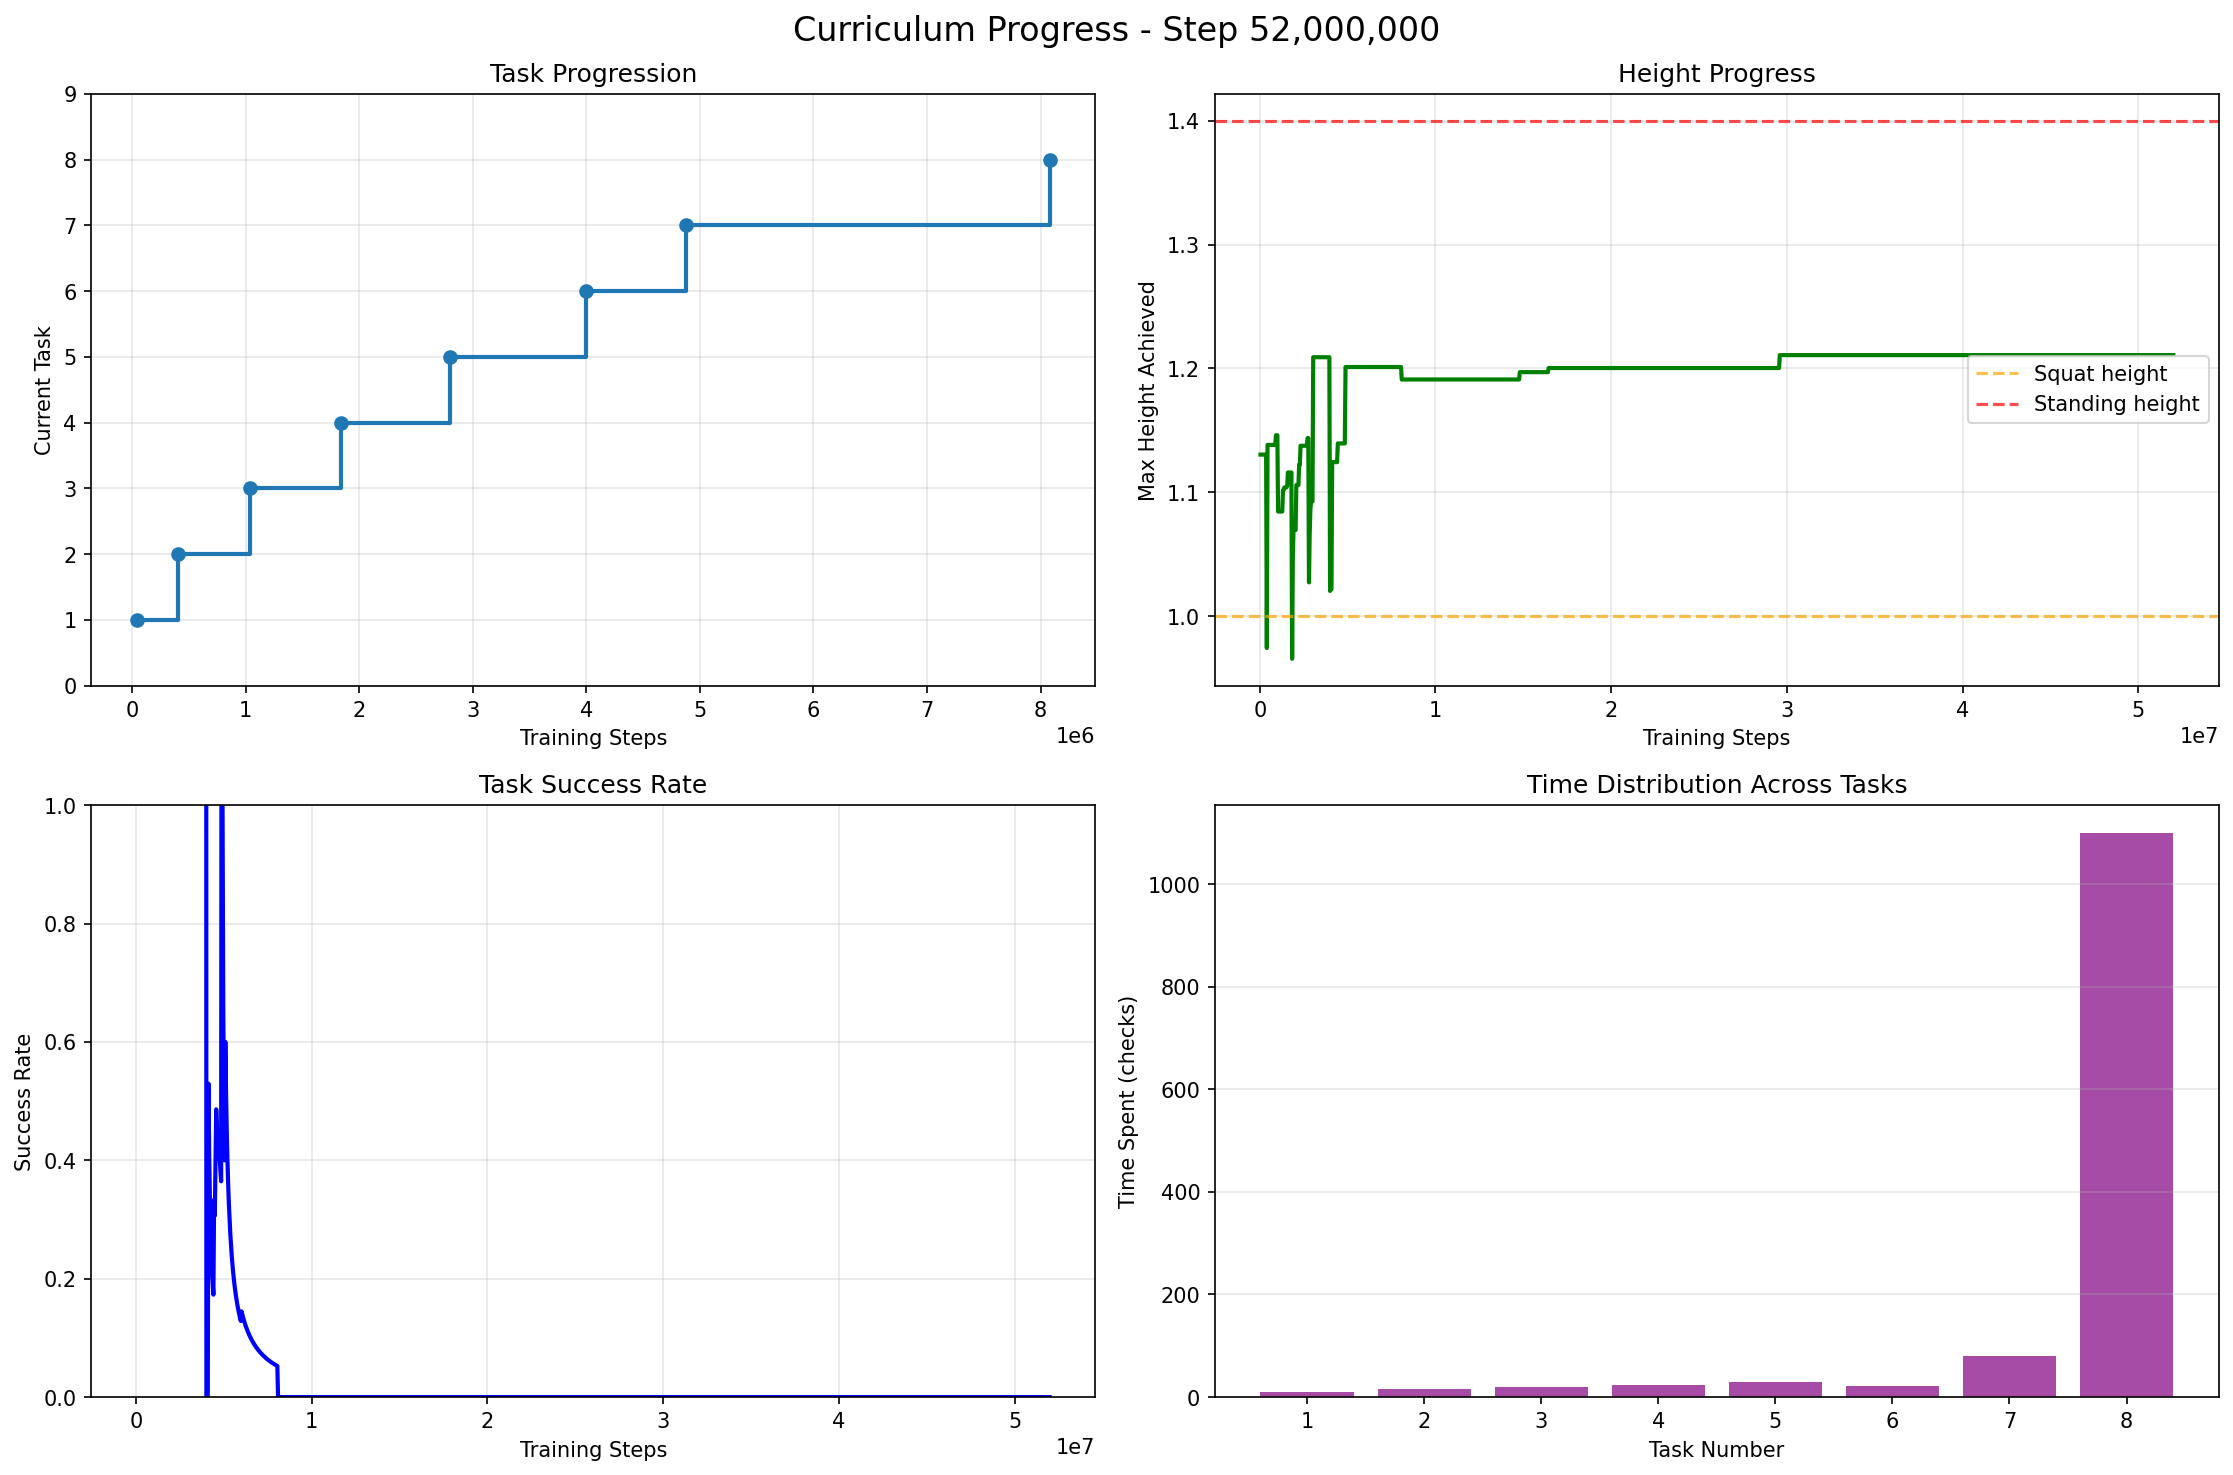 Curriculum Progress - Step 52,000,000
Task Progression
9
8
7
6
5
4
3
2
1
0
Current Task
0 1 2 3 4 5 6 7 8
1e6
Training Steps
Height Progress
1.4
1.3
1.2
1.1
1.0
Max Height Achieved
Squat height
Standing height
0 1 2 3 4 5
1e7
Training Steps
Task Success Rate
1.0
0.8
0.6
0.4
0.2
0.0
Success Rate
0 1 2 3 4 5
1e7
Training Steps
Time Distribution Across Tasks
1000
800
600
400
200
0
Time Spent (checks)
1 2 3 4 5 6 7 8
Task Number